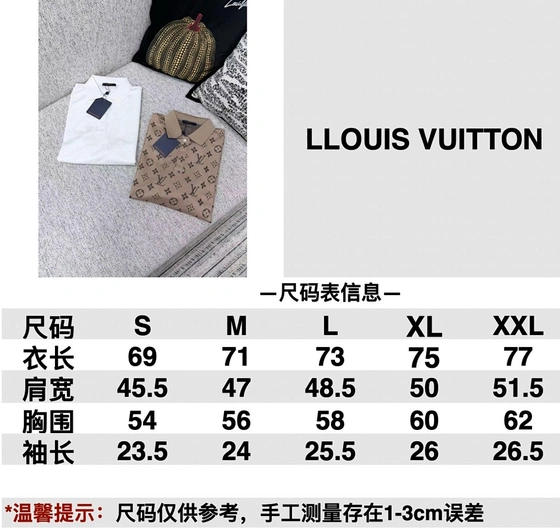 LLOUIS VUITTON
—尺码表信息—
尺码 S M L XL XXL
衣长 69 71 73 75 77
肩宽 45.5 47 48.5 50 51.5
胸围 54 56 58 60 62
袖长 23.5 24 25.5 26 26.5
*温馨提示：尺码仅供参考，手工测量存在1-3cm误差